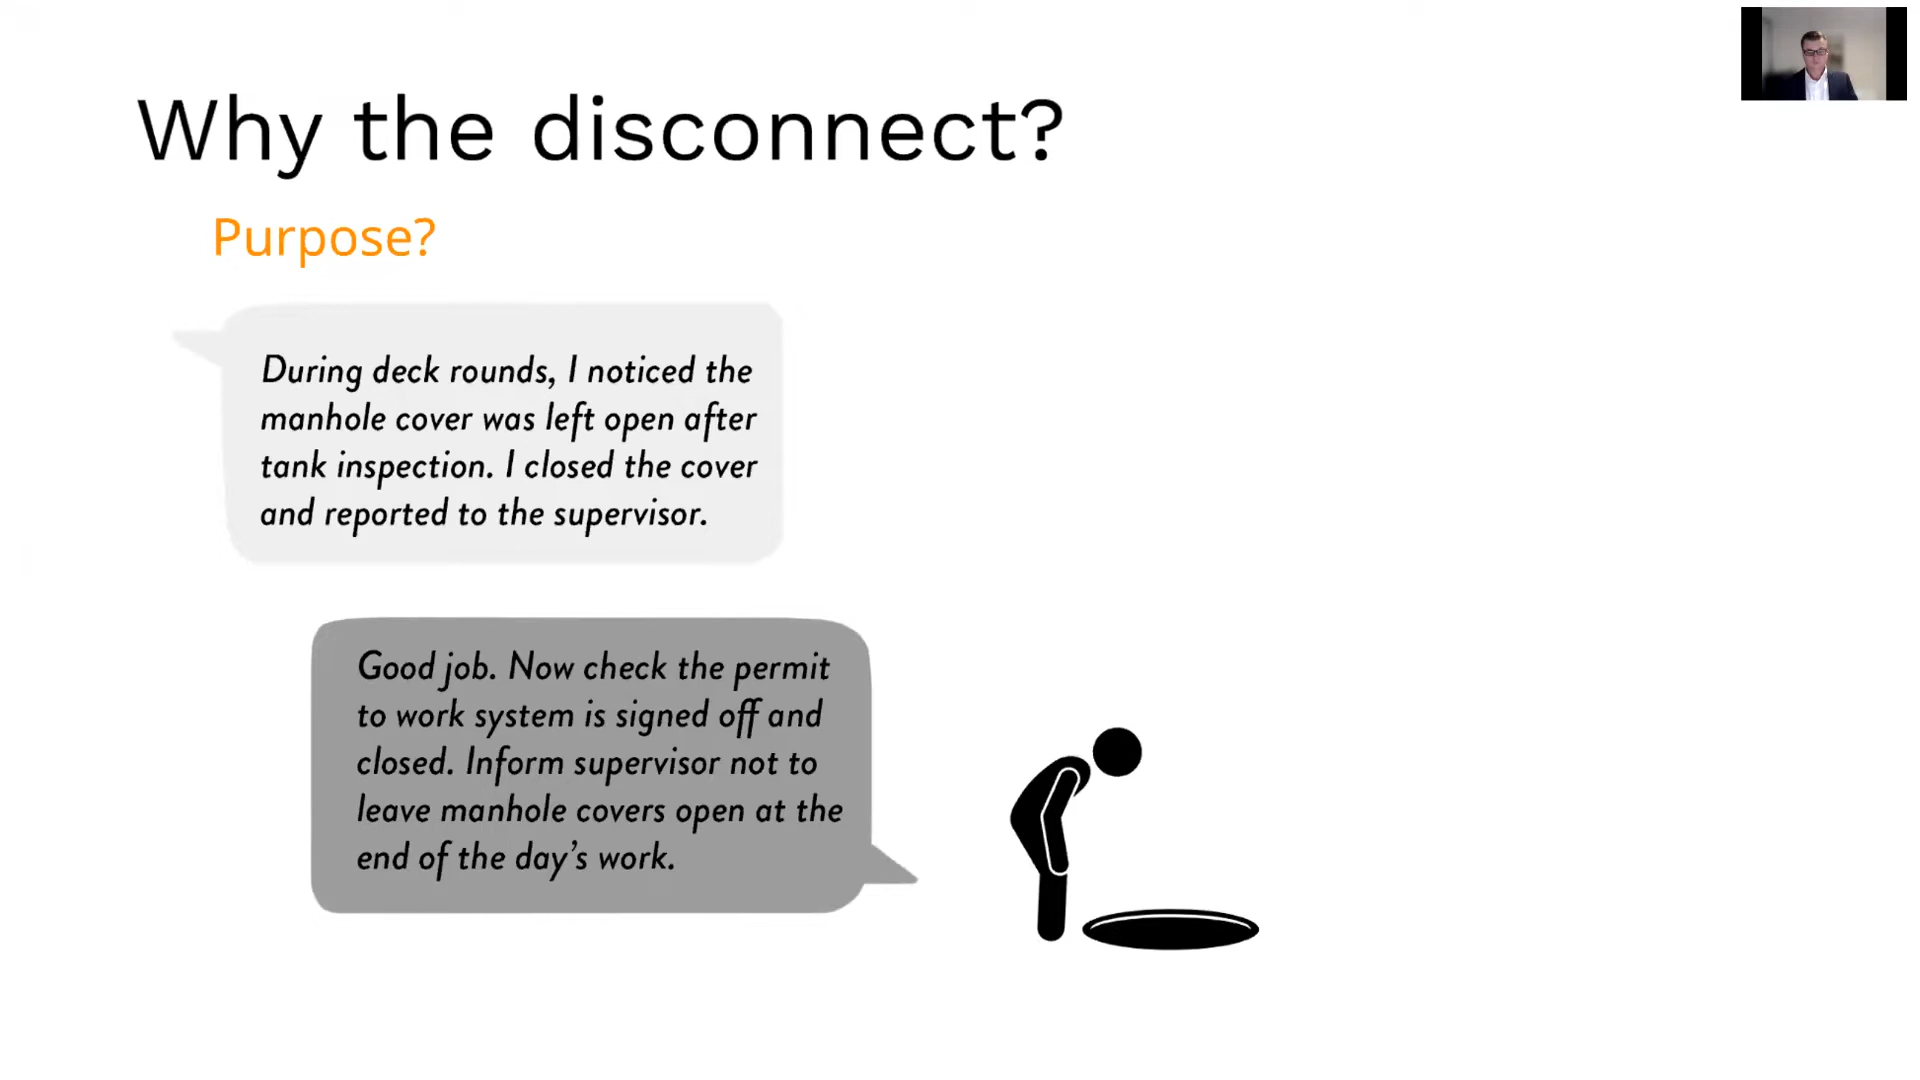 Why the disconnect?
Purpose?
During deck rounds, I noticed the
manhole cover was left open after
tank inspection. I closed the cover
and reported to the supervisor.
Good job. Now check the permit
to work system is signed off and
closed. Inform supervisor not to
leave manhole covers open at the
end of the day’s work.